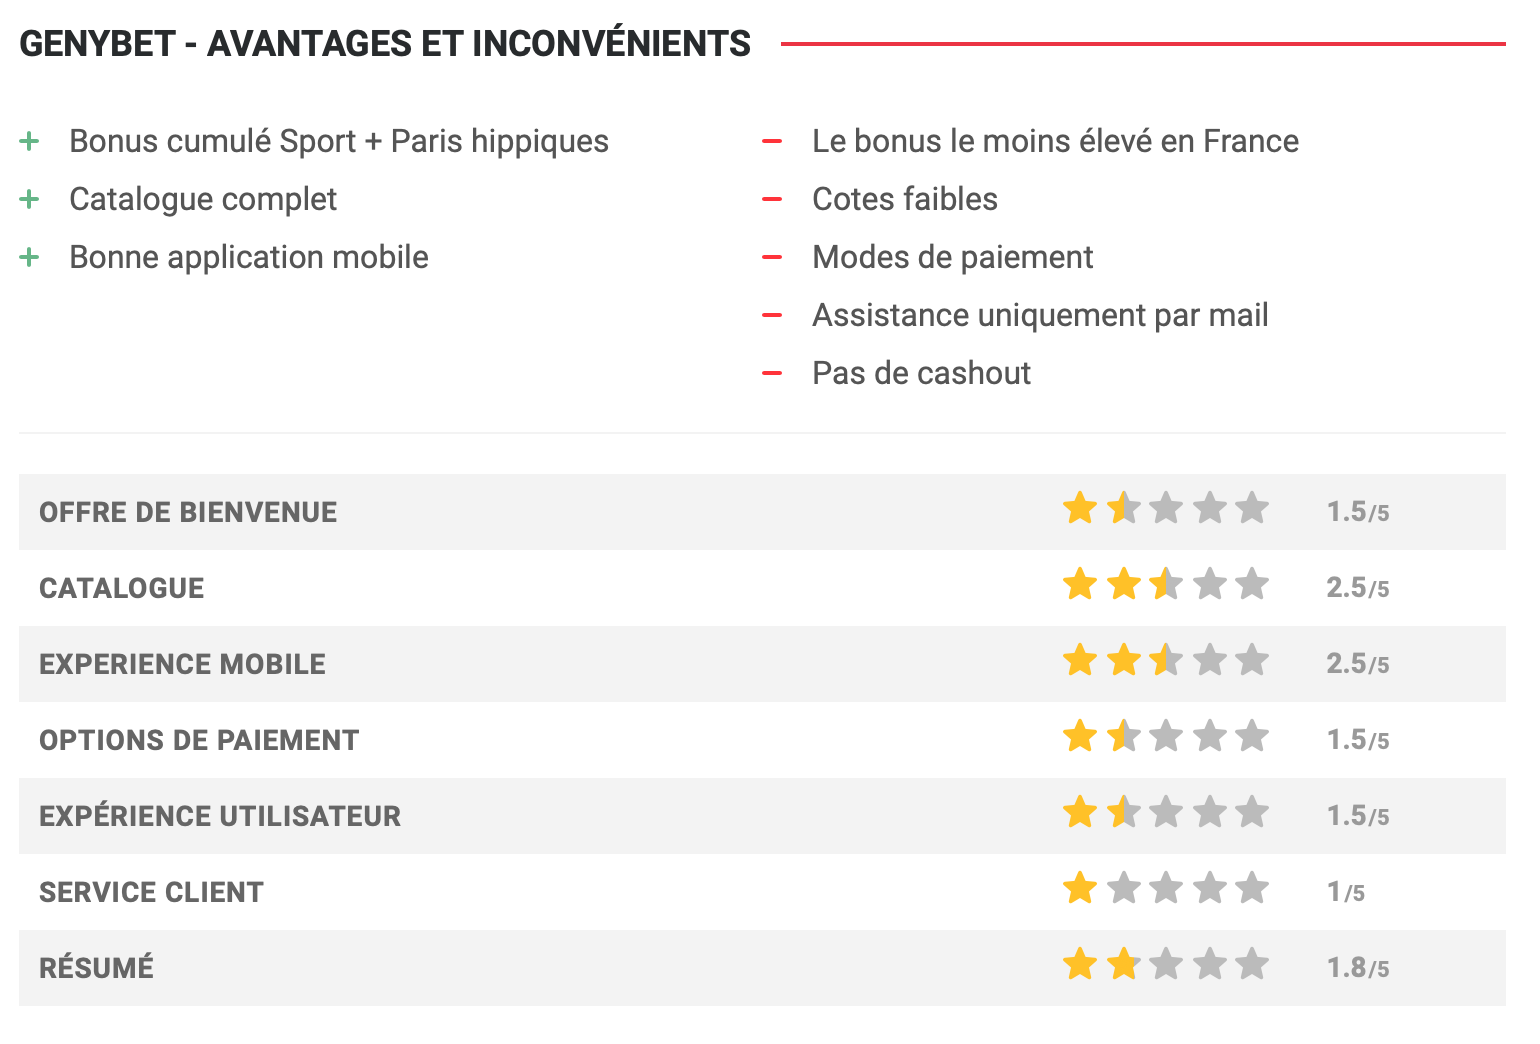 GENYBET - AVANTAGES ET INCONVÉNIENTS
+ Bonus cumulé Sport + Paris hippiques
+ Catalogue complet
+ Bonne application mobile
– Le bonus le moins élevé en France
– Cotes faibles
– Modes de paiement
– Assistance uniquement par mail
– Pas de cashout
OFFRE DE BIENVENUE 1.5/5
CATALOGUE 2.5/5
EXPERIENCE MOBILE 2.5/5
OPTIONS DE PAIEMENT 1.5/5
EXPÉRIENCE UTILISATEUR 1.5/5
SERVICE CLIENT 1/5
RÉSUMÉ 1.8/5